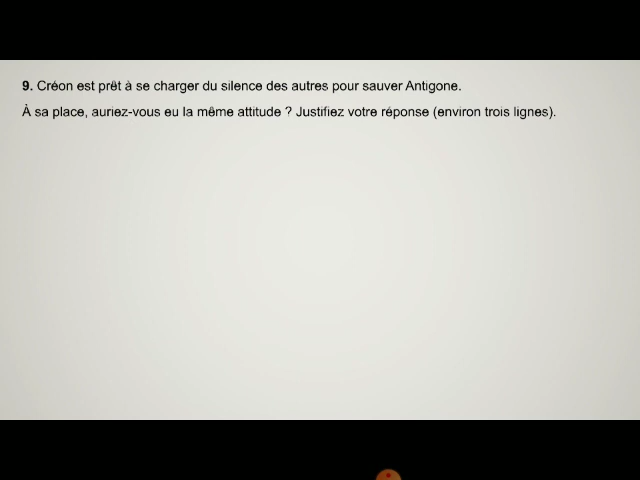 9. Créon est prêt à se charger du silence des autres pour sauver Antigone.
À sa place, auriez-vous eu la même attitude ? Justifiez votre réponse (environ trois lignes).